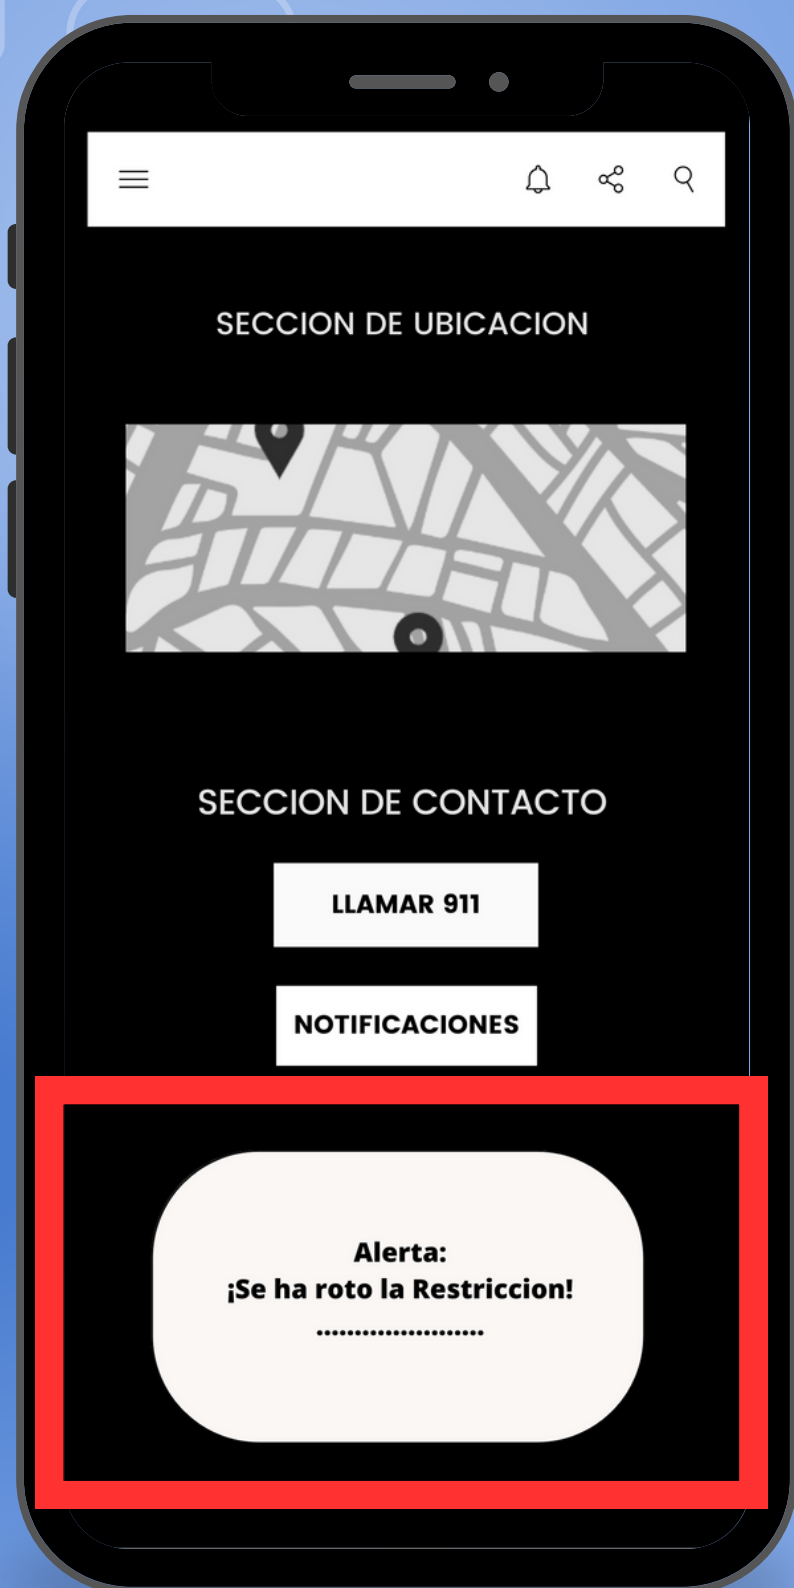 SECCION DE UBICACION
SECCION DE CONTACTO
LLAMAR 911
NOTIFICACIONES
Alerta:
¡Se ha roto la Restriccion!
......................